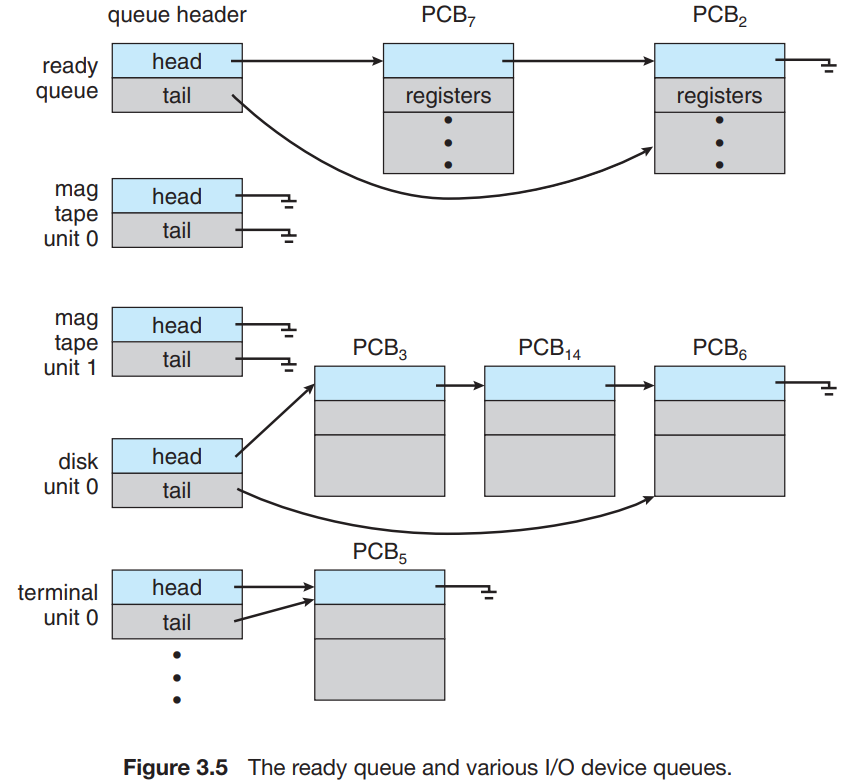 queue header
PCB7
PCB2
ready
queue
head
tail
registers
registers
mag
tape
unit 0
head
tail
mag
tape
unit 1
head
tail
PCB3
PCB14
PCB6
disk
unit 0
head
tail
PCB5
terminal
unit 0
head
tail
Figure 3.5 The ready queue and various I/O device queues.